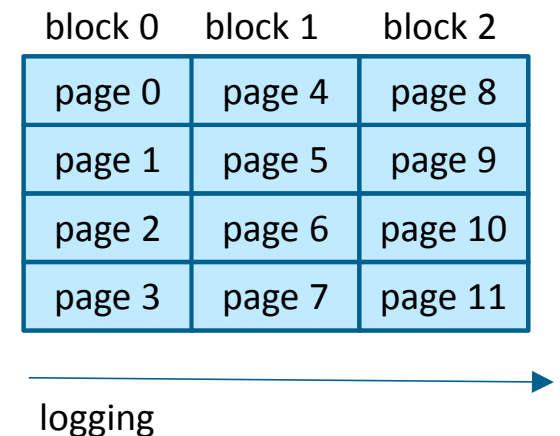 block 0 block 1 block 2
page 0 page 4 page 8
page 1 page 5 page 9
page 2 page 6 page 10
page 3 page 7 page 11
logging